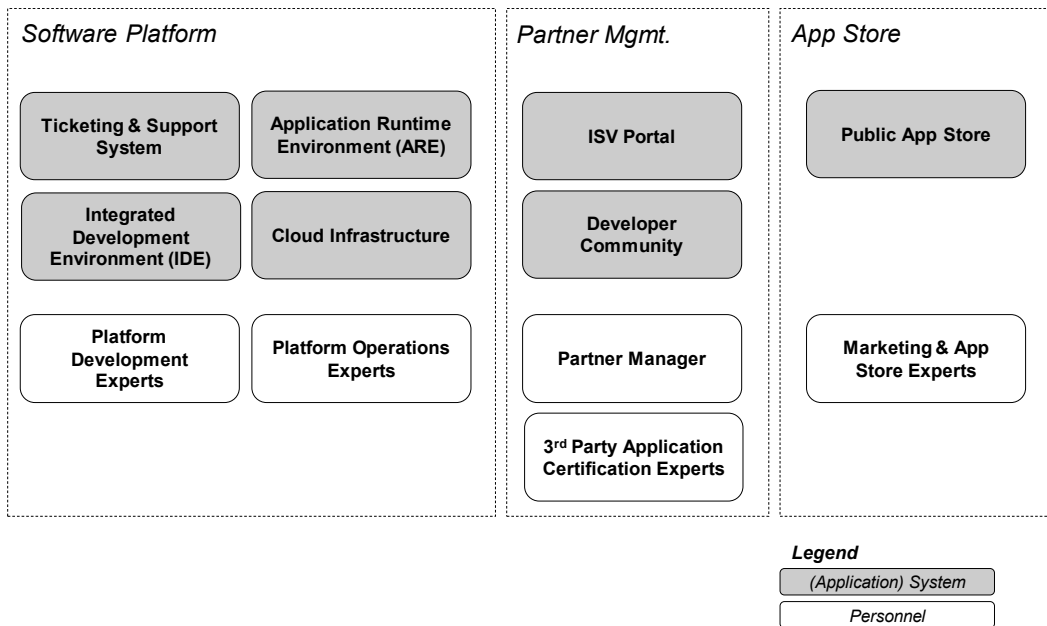 Software Platform
Ticketing & Support
System
Application Runtime
Environment (ARE)
Integrated
Development
Environment (IDE)
Cloud Infrastructure
Platform
Development
Experts
Platform Operations
Experts
Partner Mgmt.
ISV Portal
Developer
Community
Partner Manager
3rd Party Application
Certification Experts
App Store
Public App Store
Marketing & App
Store Experts
Legend
(Application) System
Personnel